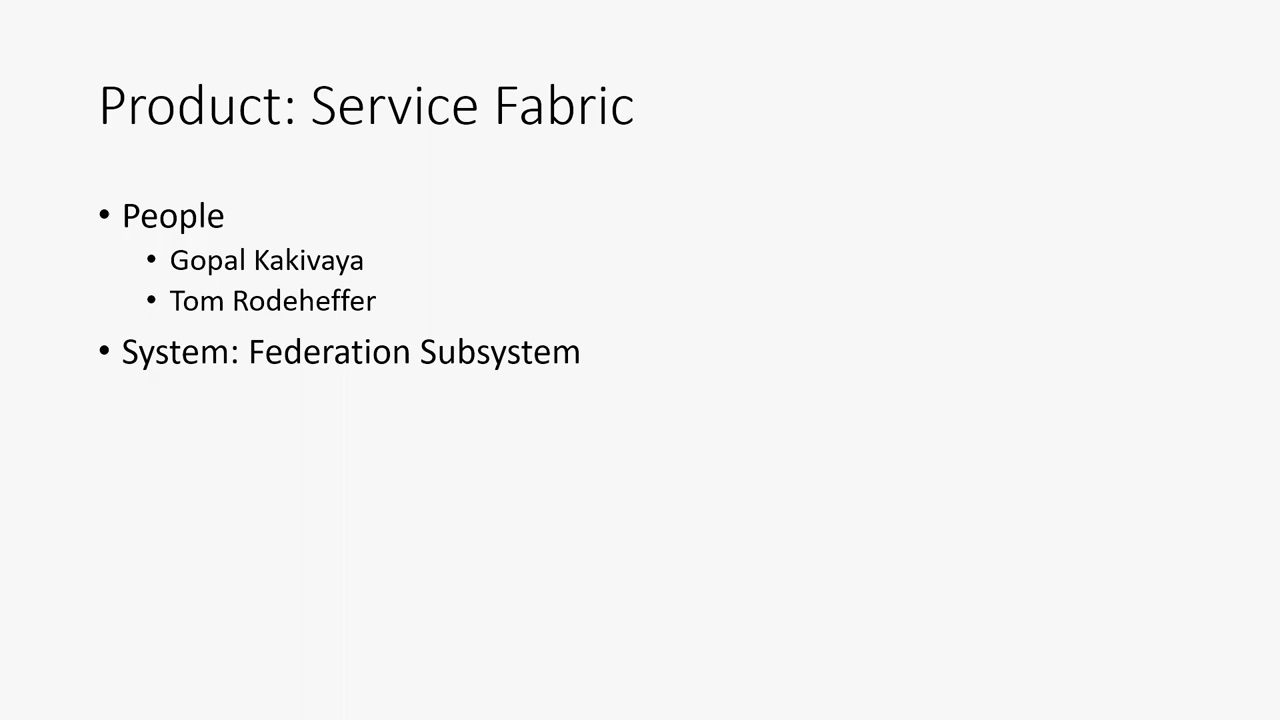 Product: Service Fabric
• People
• Gopal Kakivaya
• Tom Rodeheffer
• System: Federation Subsystem